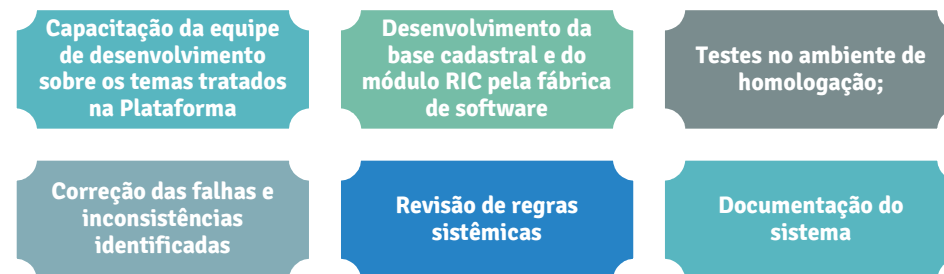 Capacitação da equipe
de desenvolvimento
sobre os temas tratados
na Plataforma
Desenvolvimento da
base cadastral e do
módulo RIC pela fábrica
de software
Testes no ambiente de
homologação;
Correção das falhas e
inconsistências
identificadas
Revisão de regras
sistêmicas
Documentação do
sistema